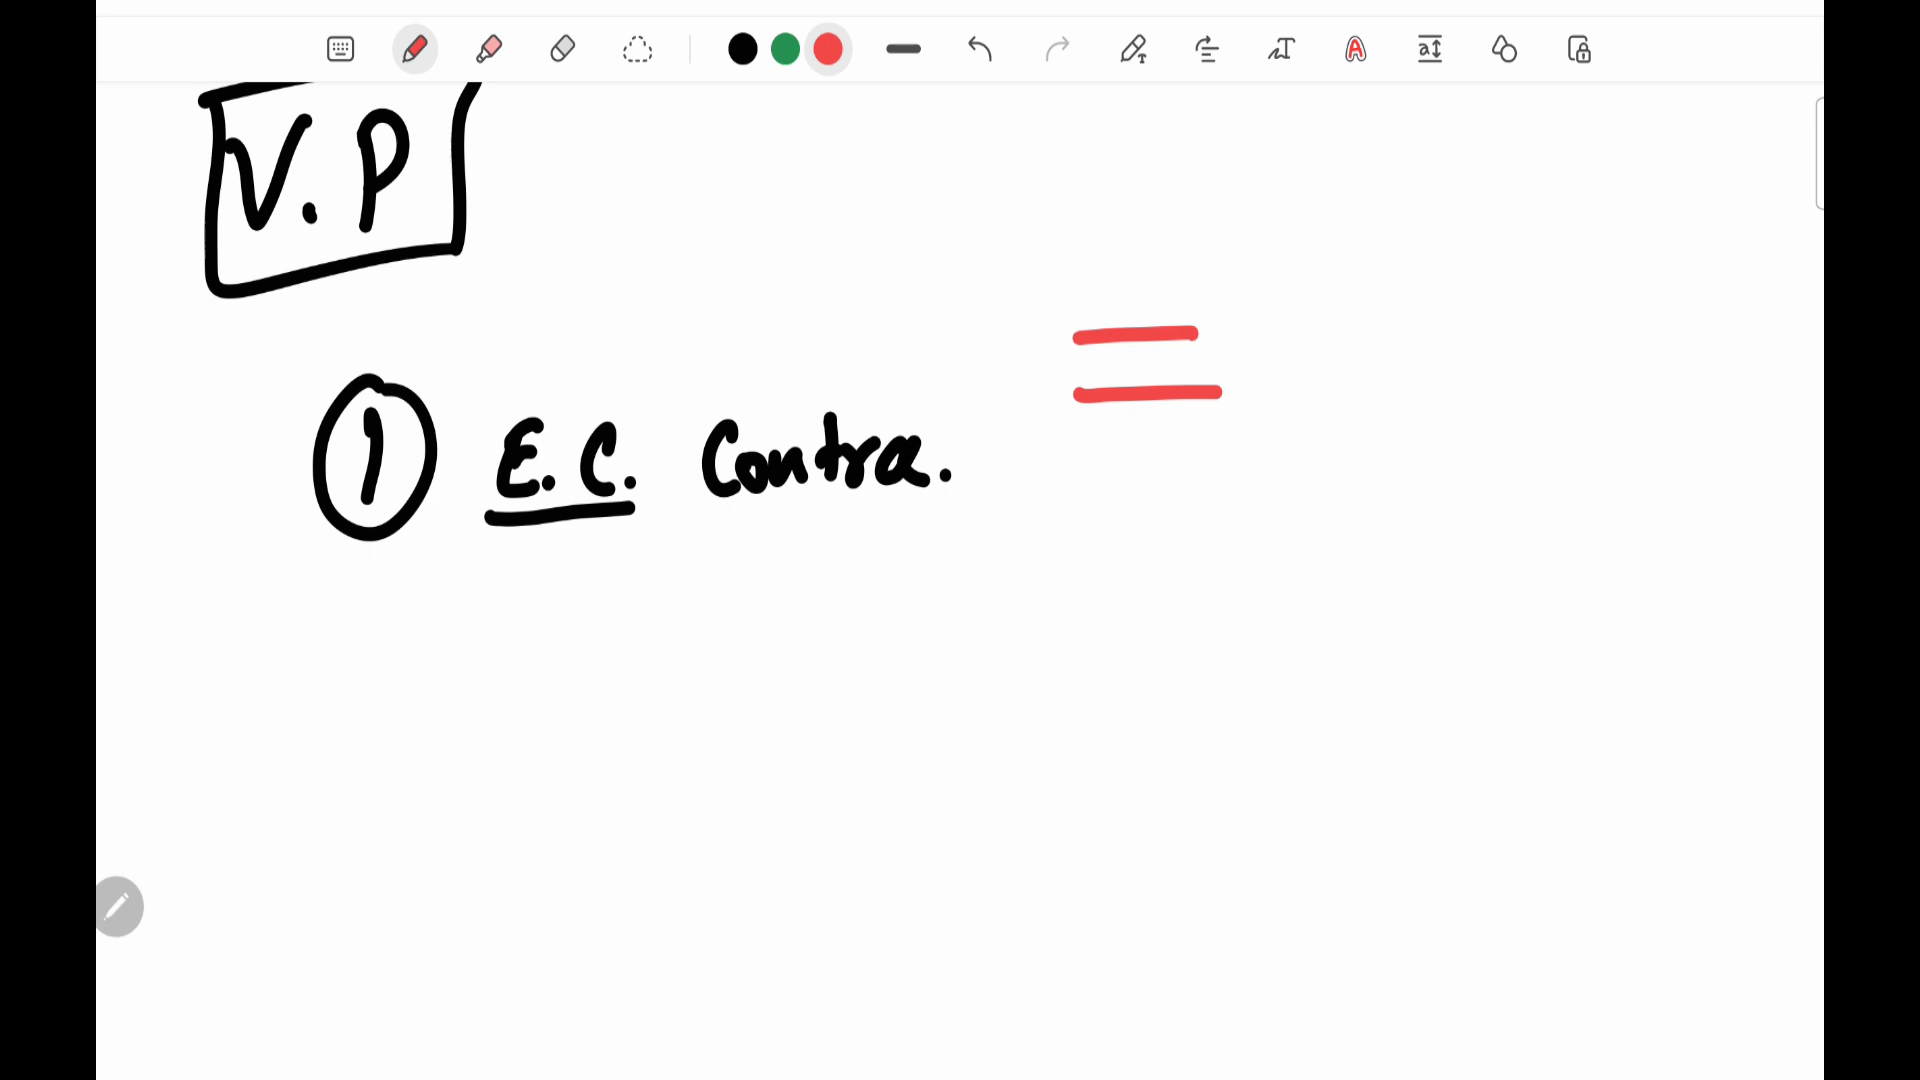 V.P
1 E.C. Contra.
=